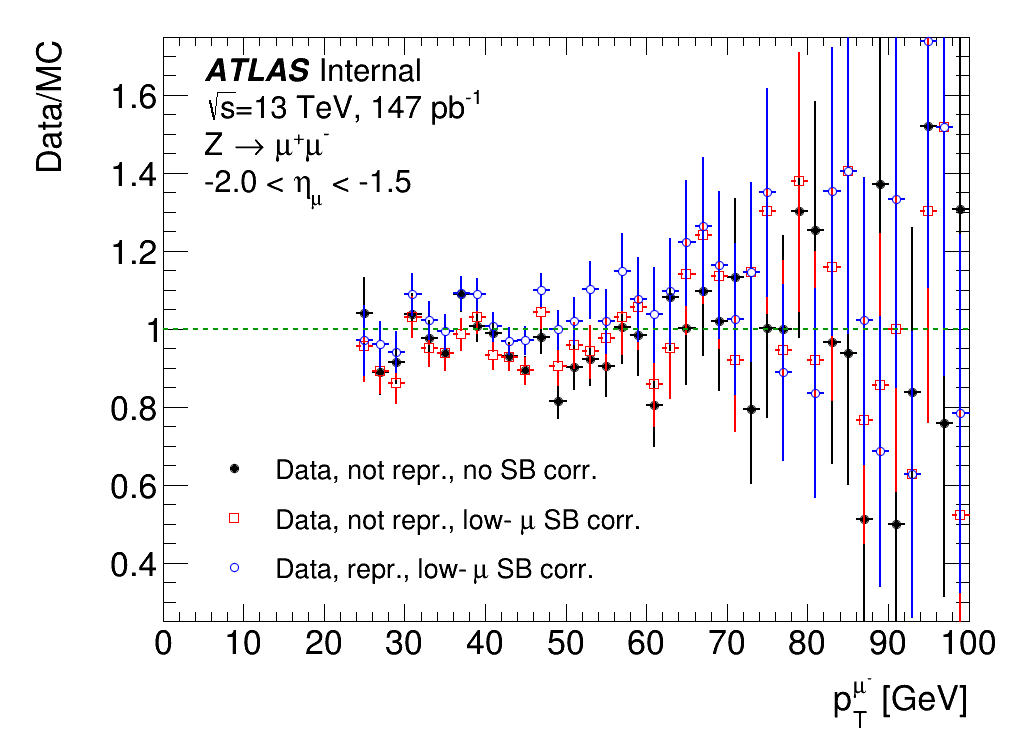 Data/MC
ATLAS Internal
√s=13 TeV, 147 pb⁻¹
Z → μ⁺μ⁻
-2.0 < η_μ < -1.5
1.6
1.4
1.2
1
0.8
0.6
0.4
Data, not repr., no SB corr.
Data, not repr., low- μ SB corr.
Data, repr., low- μ SB corr.
0 10 20 30 40 50 60 70 80 90 100
p_T^μ⁻ [GeV]